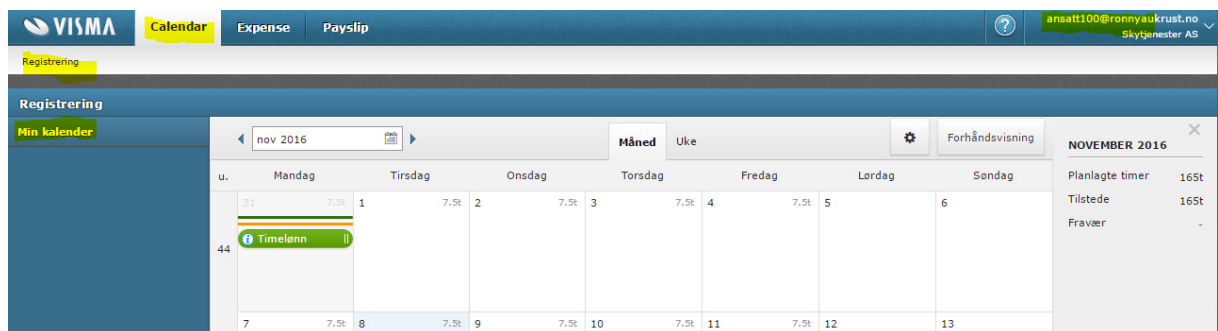 VISMA Calendar Expense Payslip ? ansatt100@ronnyaukrust.no
Skytjenester AS
Registrering
Registrering
Min kalender
nov 2016 Måned Uke Forhåndsvisning
NOVEMBER 2016
u. Mandag Tirsdag Onsdag Torsdag Fredag Lørdag Søndag
Planlagte timer 165t
Tilstede 165t
Fravær -
31 7.5t 1 7.5t 2 7.5t 3 7.5t 4 7.5t 5 6
Timelønn
44
7 7.5t 8 7.5t 9 7.5t 10 7.5t 11 7.5t 12 13